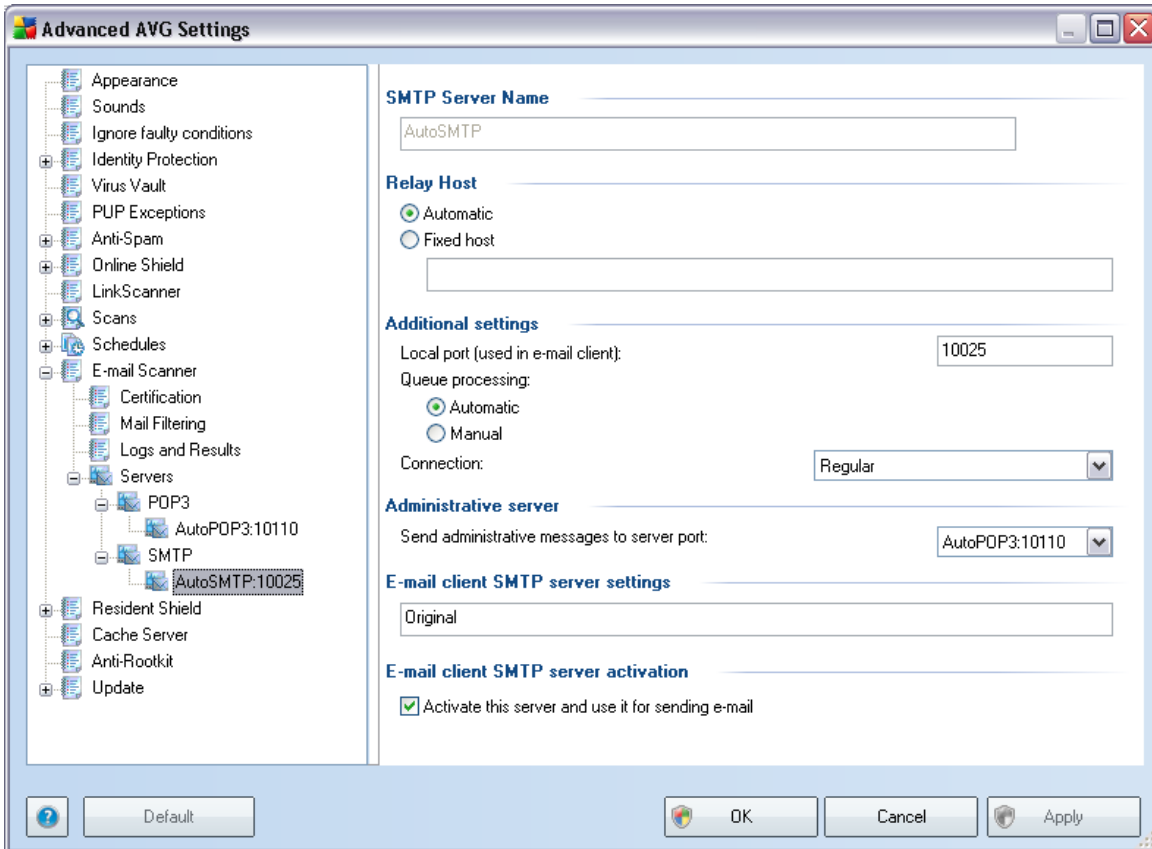 Advanced AVG Settings
Appearance
Sounds
Ignore faulty conditions
Identity Protection
Virus Vault
PUP Exceptions
Anti-Spam
Online Shield
LinkScanner
Scans
Schedules
E-mail Scanner
Certification
Mail Filtering
Logs and Results
Servers
POP3
AutoPOP3:10110
SMTP
AutoSMTP:10025
Resident Shield
Cache Server
Anti-Rootkit
Update
SMTP Server Name
AutoSMTP
Relay Host
Automatic
Fixed host
Additional settings
Local port (used in e-mail client): 10025
Queue processing:
Automatic
Manual
Connection: Regular
Administrative server
Send administrative messages to server port: AutoPOP3:10110
E-mail client SMTP server settings
Original
E-mail client SMTP server activation
Activate this server and use it for sending e-mail
? Default OK Cancel Apply